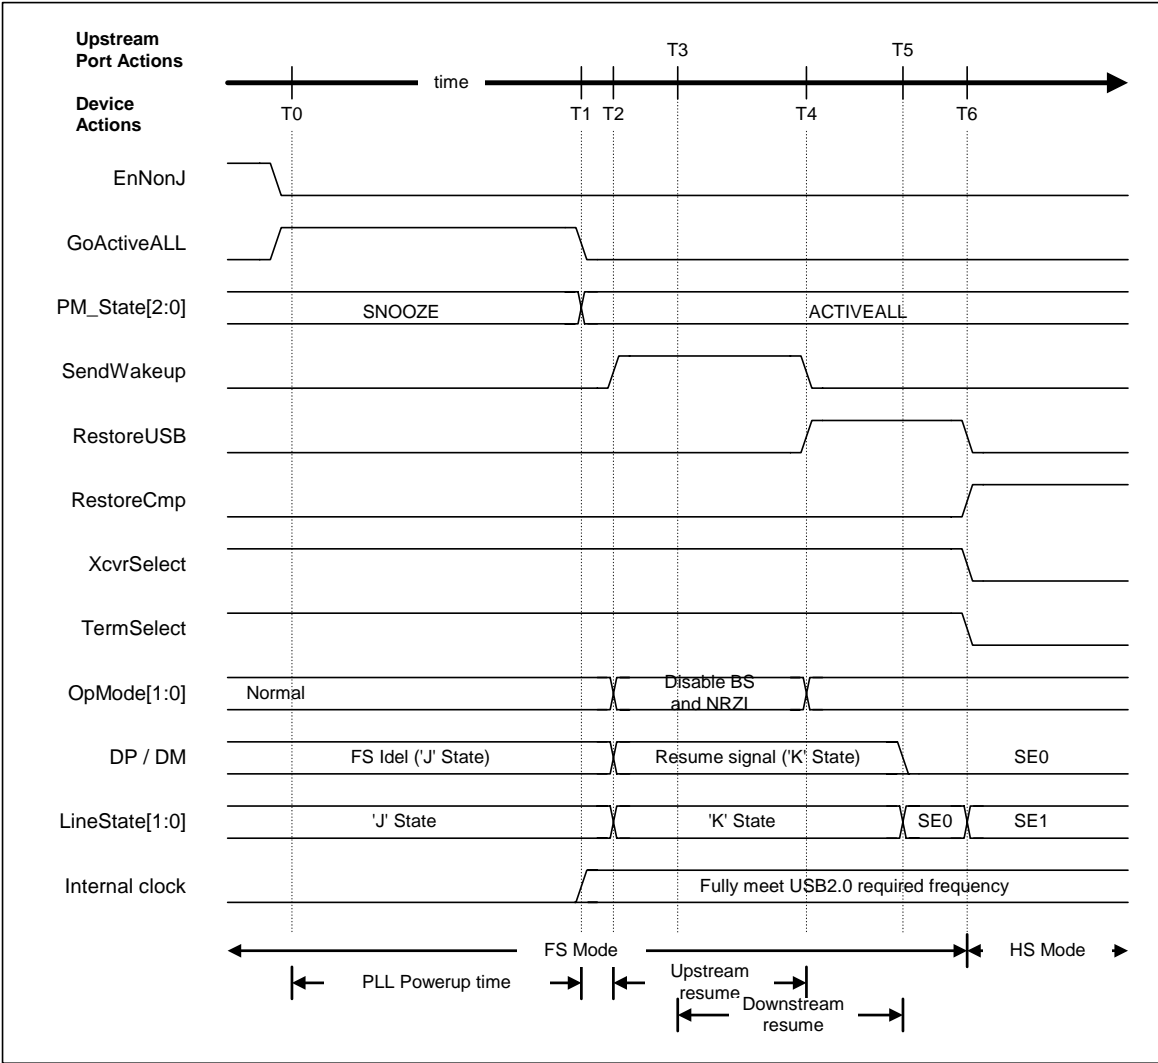 Upstream
Port Actions
T3
T5
time
Device
Actions
T0
T1
T2
T4
T6
EnNonJ
GoActiveALL
PM_State[2:0]
SNOOZE
ACTIVEALL
SendWakeup
RestoreUSB
RestoreCmp
XcvrSelect
TermSelect
OpMode[1:0]
Normal
Disable BS
and NRZI
DP / DM
FS Idel ('J' State)
Resume signal ('K' State)
SE0
LineState[1:0]
'J' State
'K' State
SE0
SE1
Internal clock
Fully meet USB2.0 required frequency
FS Mode
HS Mode
PLL Powerup time
Upstream
resume
Downstream
resume